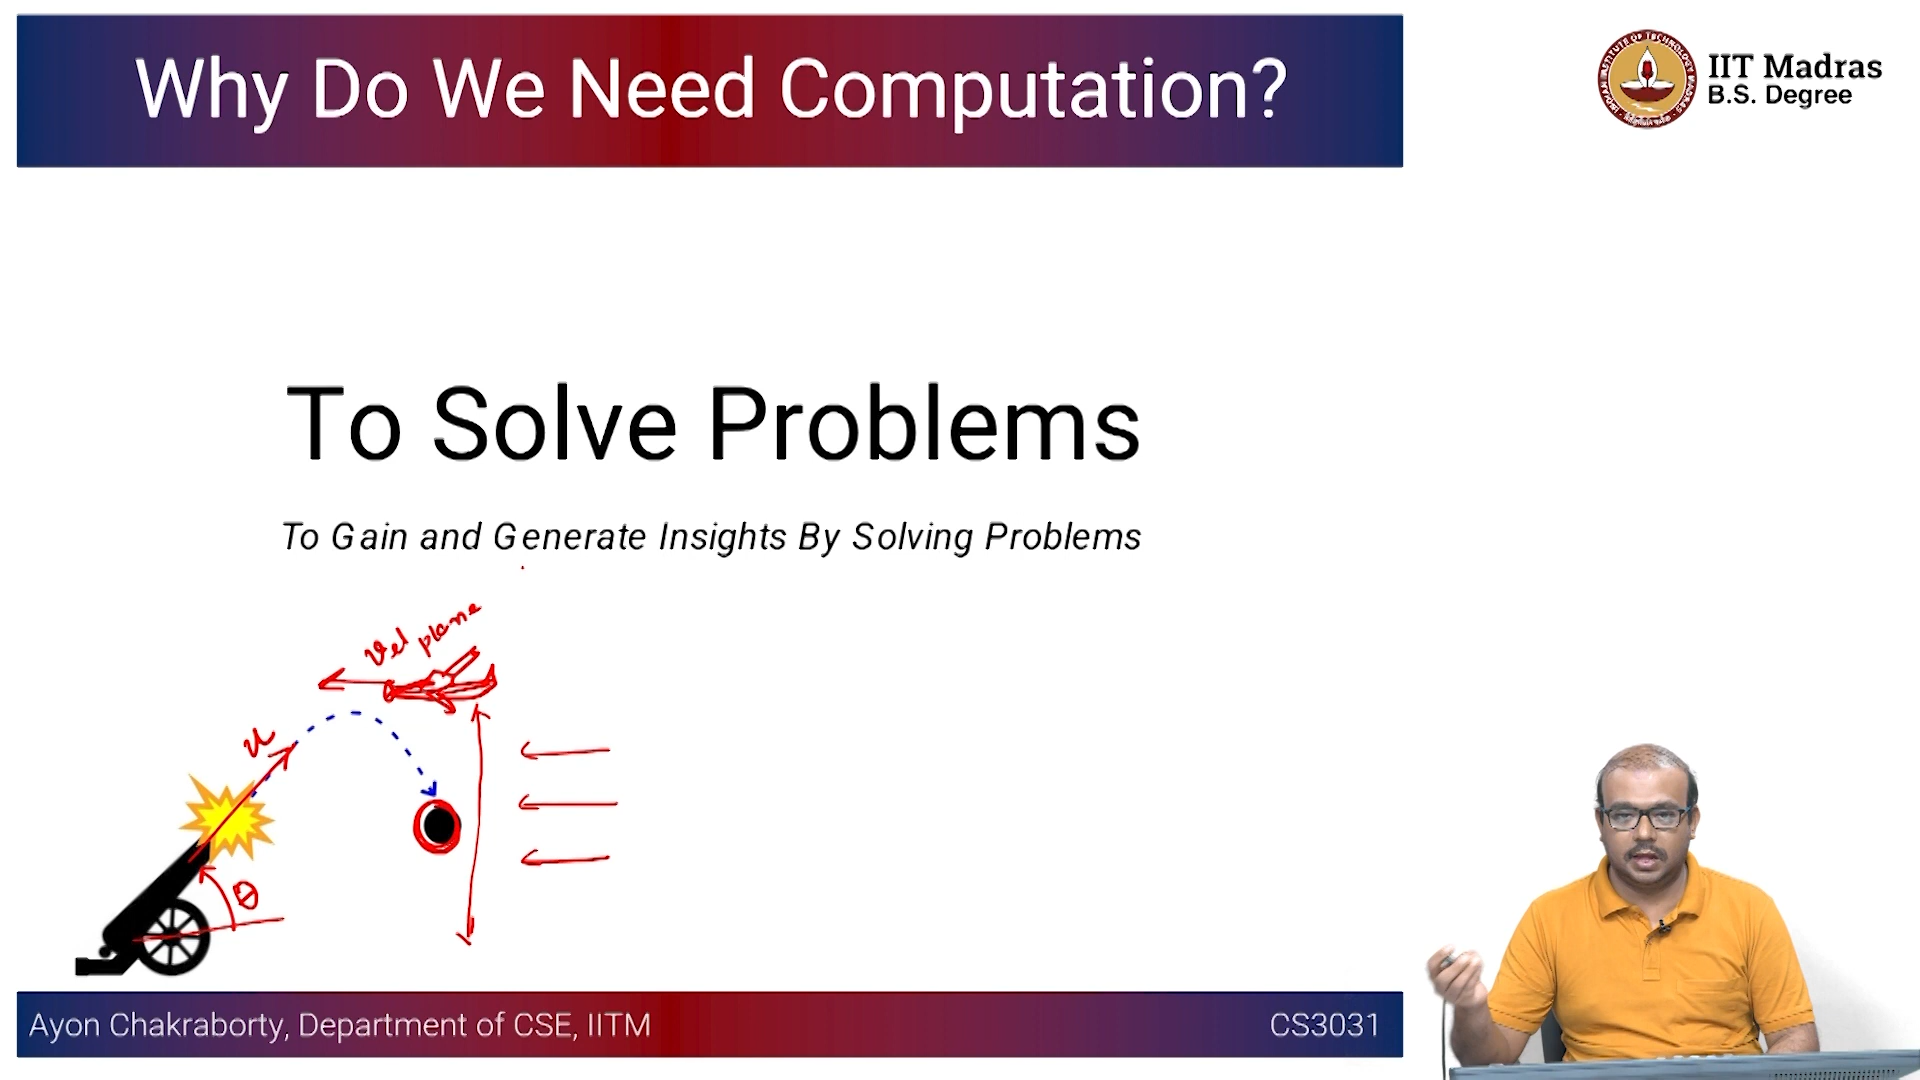 Why Do We Need Computation?
IIT Madras
B.S. Degree
To Solve Problems
To Gain and Generate Insights By Solving Problems
vel plane
u
θ
Ayon Chakraborty, Department of CSE, IITM
CS3031